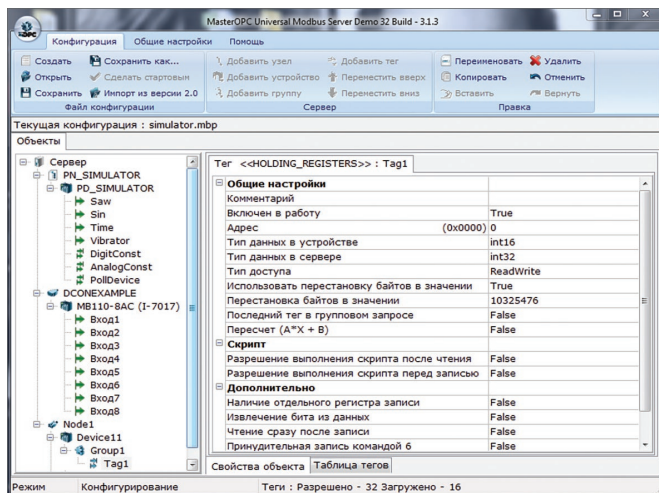 MasterOPC Universal Modbus Server Demo 32 Build - 3.1.3
Конфигурация Общие настройки Помощь
Создать Сохранить как... Добавить узел Добавить тег Переименовать Удалить
Открыть Сделать стартовым Добавить устройство Переместить вверх Копировать Отменить
Сохранить Импорт из версии 2.0 Добавить группу Переместить вниз Вставить Вернуть
Файл конфигурации Сервер Правка
Текущая конфигурация : simulator.mbp
Объекты
Сервер
PN_SIMULATOR
PD_SIMULATOR
Saw
Sin
Time
Vibrator
DigitConst
AnalogConst
PollDevice
DCONEXAMPLE
MB110-8AC (I-7017)
Вход1
Вход2
Вход3
Вход4
Вход5
Вход6
Вход7
Вход8
Node1
Device11
Group1
Tag1
Тег <<HOLDING_REGISTERS>> : Tag1
Общие настройки
Комментарий
Включен в работу True
Адрес (0x0000) 0
Тип данных в устройстве int16
Тип данных в сервере int32
Тип доступа ReadWrite
Использовать перестановку байтов в значении True
Перестановка байтов в значении 10325476
Последний тег в групповом запросе False
Пересчет (A*X + B) False
Скрипт
Разрешение выполнения скрипта после чтения False
Разрешение выполнения скрипта перед записью False
Дополнительно
Наличие отдельного регистра записи False
Извлечение бита из данных False
Чтение сразу после записи False
Принудительная запись командой 6 False
Свойства объекта Таблица тегов
Режим Конфигурирование Теги : Разрешено - 32 Загружено - 16